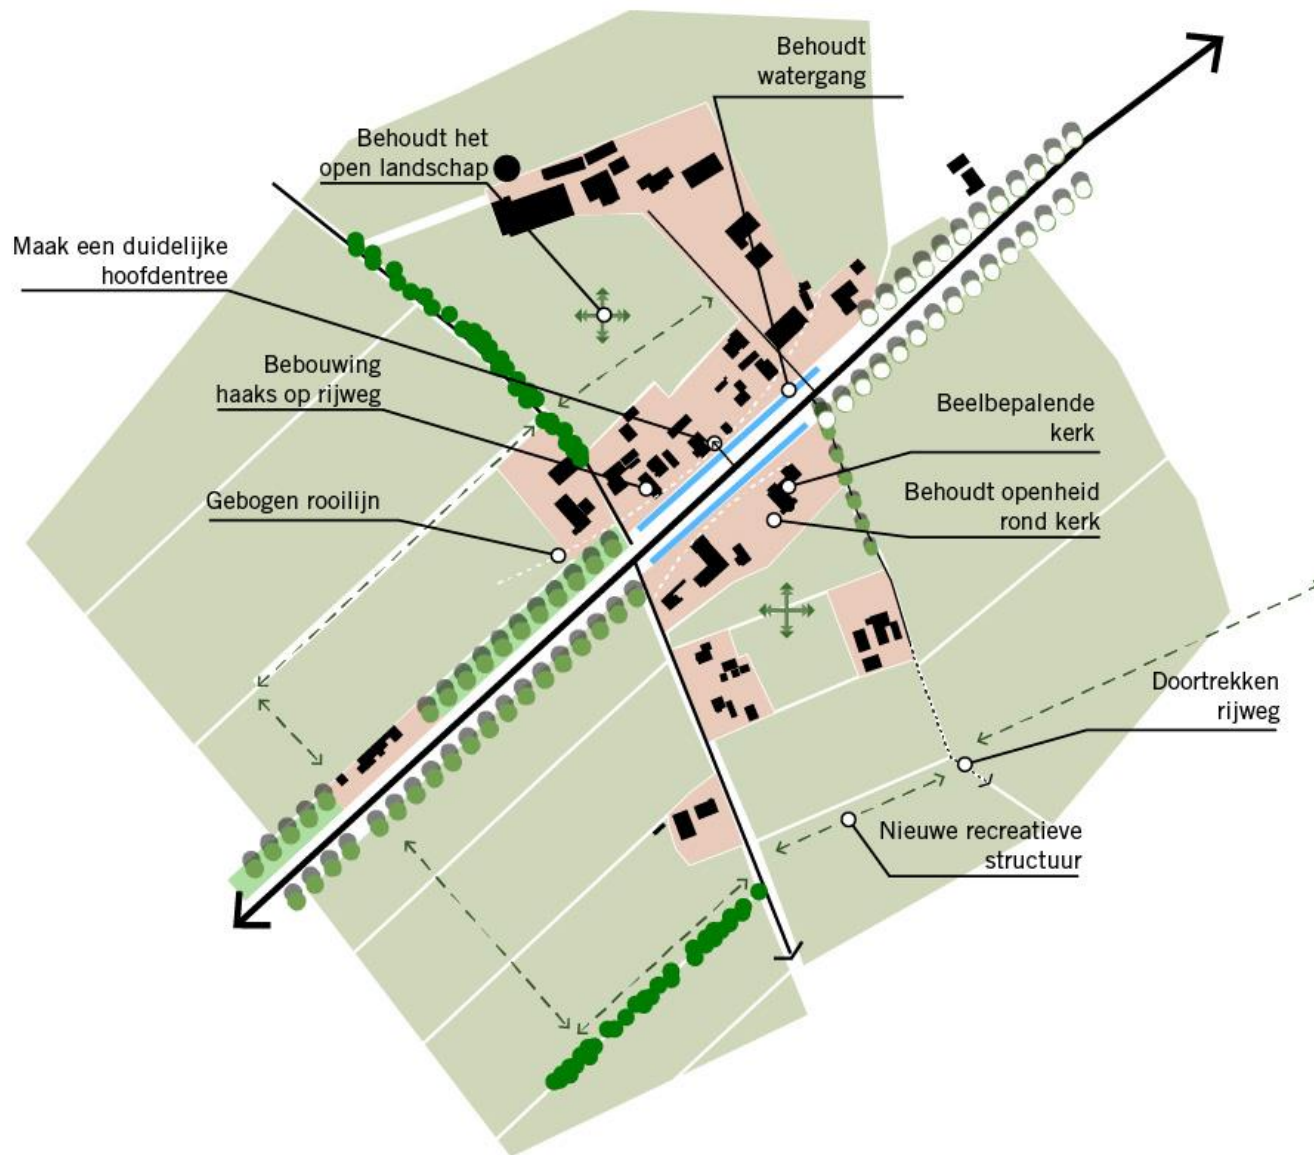 Behoudt
watergang
Behoudt het
open landschap
Maak een duidelijke
hoofdentree
Bebouwing
haaks op rijweg
Gebogen rooilijn
Beelbepalende
kerk
Behoudt openheid
rond kerk
Doortrekken
rijweg
Nieuwe recreatieve
structuur